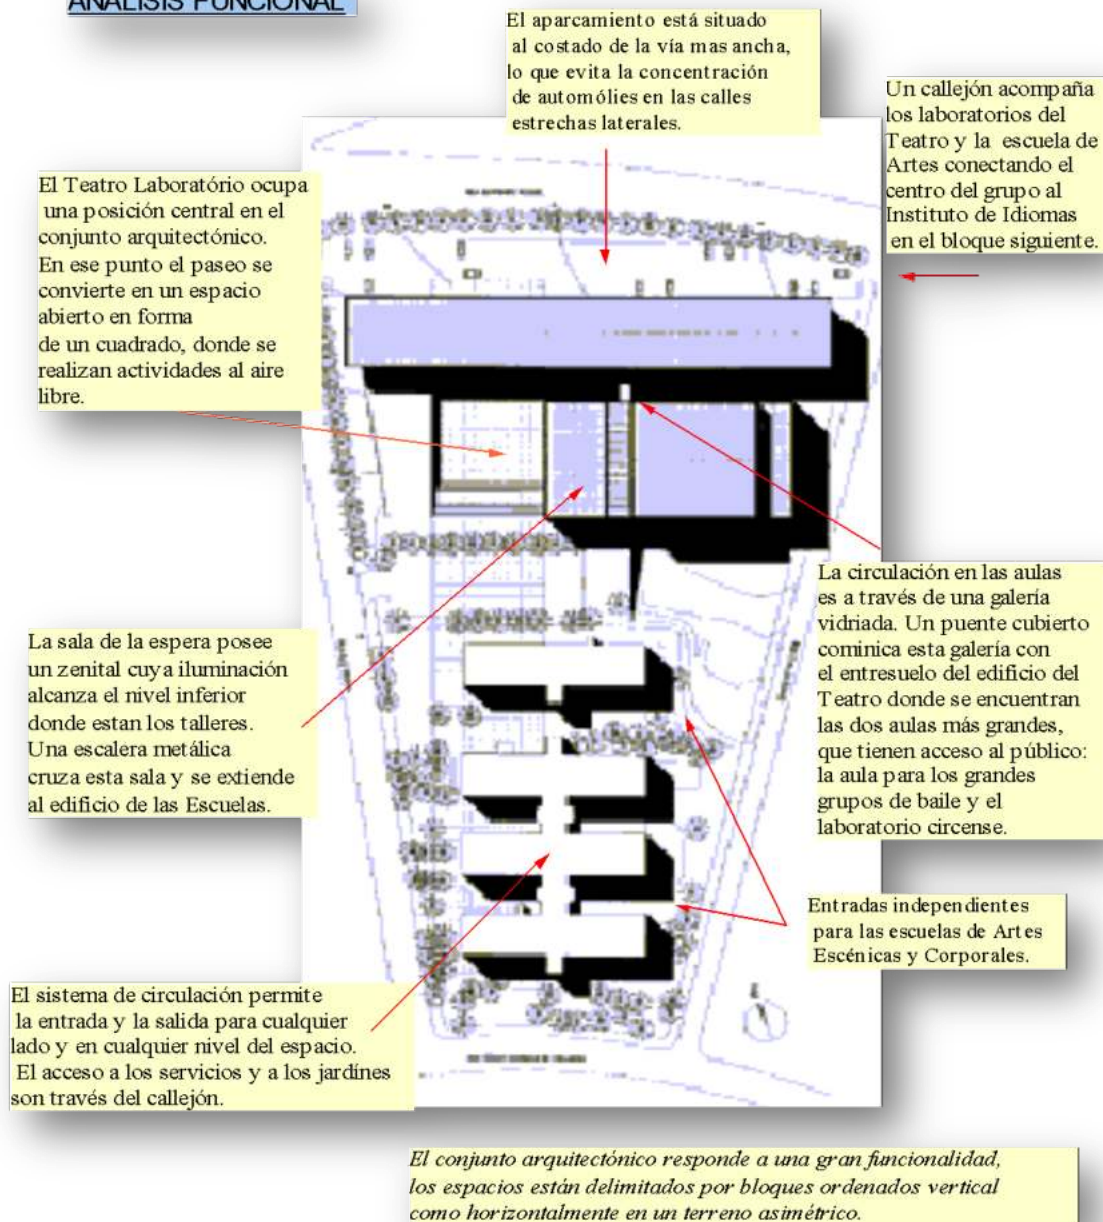 ANÁLISIS FUNCIONAL
El aparcamiento está situado
al costado de la vía mas ancha,
lo que evita la concentración
de automólies en las calles
estrechas laterales.
Un callejón acompaña
los laboratorios del
Teatro y la escuela de
Artes conectando el
centro del grupo al
Instituto de Idiomas
en el bloque siguiente.
El Teatro Laboratório ocupa
una posición central en el
conjunto arquitectónico.
En ese punto el paseo se
convierte en un espacio
abierto en forma
de un cuadrado, donde se
realizan actividades al aire
libre.
La circulación en las aulas
es a través de una galería
vidriada. Un puente cubierto
cominica esta galería con
el entresuelo del edificio del
Teatro donde se encuentran
las dos aulas más grandes,
que tienen acceso al público:
la aula para los grandes
grupos de baile y el
laboratorio circense.
La sala de la espera posee
un zenital cuya iluminación
alcanza el nivel inferior
donde estan los talleres.
Una escalera metálica
cruza esta sala y se extiende
al edificio de las Escuelas.
Entradas independientes
para las escuelas de Artes
Escénicas y Corporales.
El sistema de circulación permite
la entrada y la salida para cualquier
lado y en cualquier nivel del espacio.
El acceso a los servicios y a los jardínes
son través del callejón.
El conjunto arquitectónico responde a una gran funcionalidad,
los espacios están delimitados por bloques ordenados vertical
como horizontalmente en un terreno asimétrico.